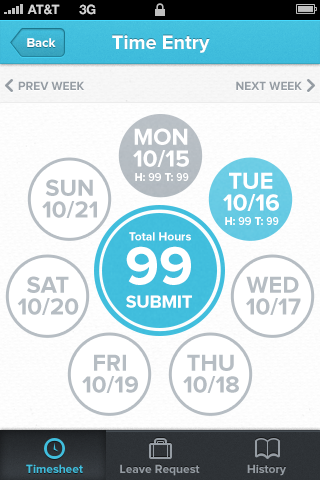 AT&T 3G
Back
Time Entry
PREV WEEK
NEXT WEEK
MON
10/15
H: 99 T: 99
TUE
10/16
H: 99 T: 99
WED
10/17
THU
10/18
FRI
10/19
SAT
10/20
SUN
10/21
Total Hours
99
SUBMIT
Timesheet
Leave Request
History